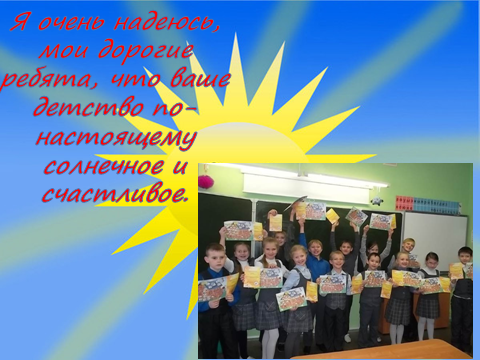 Я очень надеюсь,
мои дорогие
ребята, что ваше
детство по-
настоящему
солнечное и
счастливое.